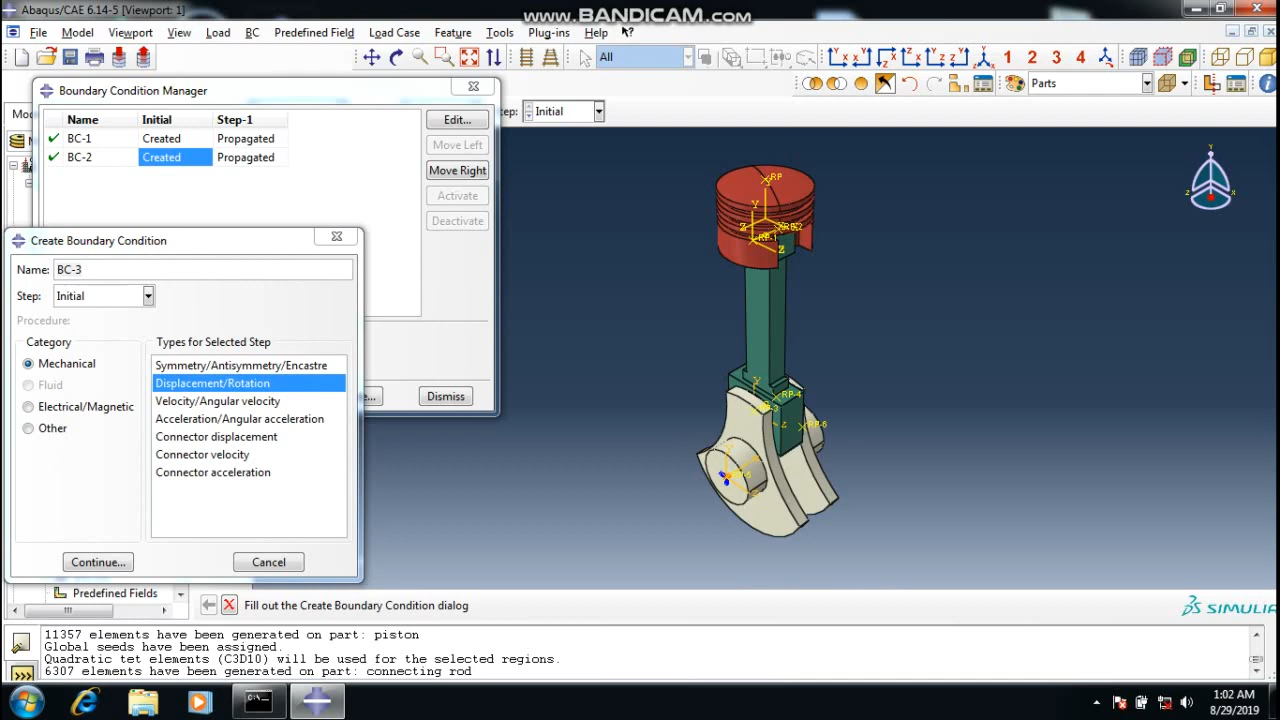 Abaqus/CAE 6.14-5 [Viewport: 1]
www.BANDICAM.com
File Model Viewport View Load BC Predefined Field Load Case Feature Tools Plug-ins Help
All
1 2 3 4
Parts
Boundary Condition Manager
Initial
Name Initial Step-1
BC-1 Created Propagated
BC-2 Created Propagated
Edit...
Move Left
Move Right
Activate
Deactivate
Dismiss
Create Boundary Condition
Name: BC-3
Step: Initial
Procedure:
Category
Mechanical
Fluid
Electrical/Magnetic
Other
Types for Selected Step
Symmetry/Antisymmetry/Encastre
Displacement/Rotation
Velocity/Angular velocity
Acceleration/Angular acceleration
Connector displacement
Connector velocity
Connector acceleration
Continue... Cancel
RP
RP-4
RP-6
Predefined Fields
Fill out the Create Boundary Condition dialog
SIMULIA
11357 elements have been generated on part: piston
Global seeds have been assigned.
Quadratic tet elements (C3D10) will be used for the selected regions.
6307 elements have been generated on part: connecting rod
1:02 AM
8/29/2019